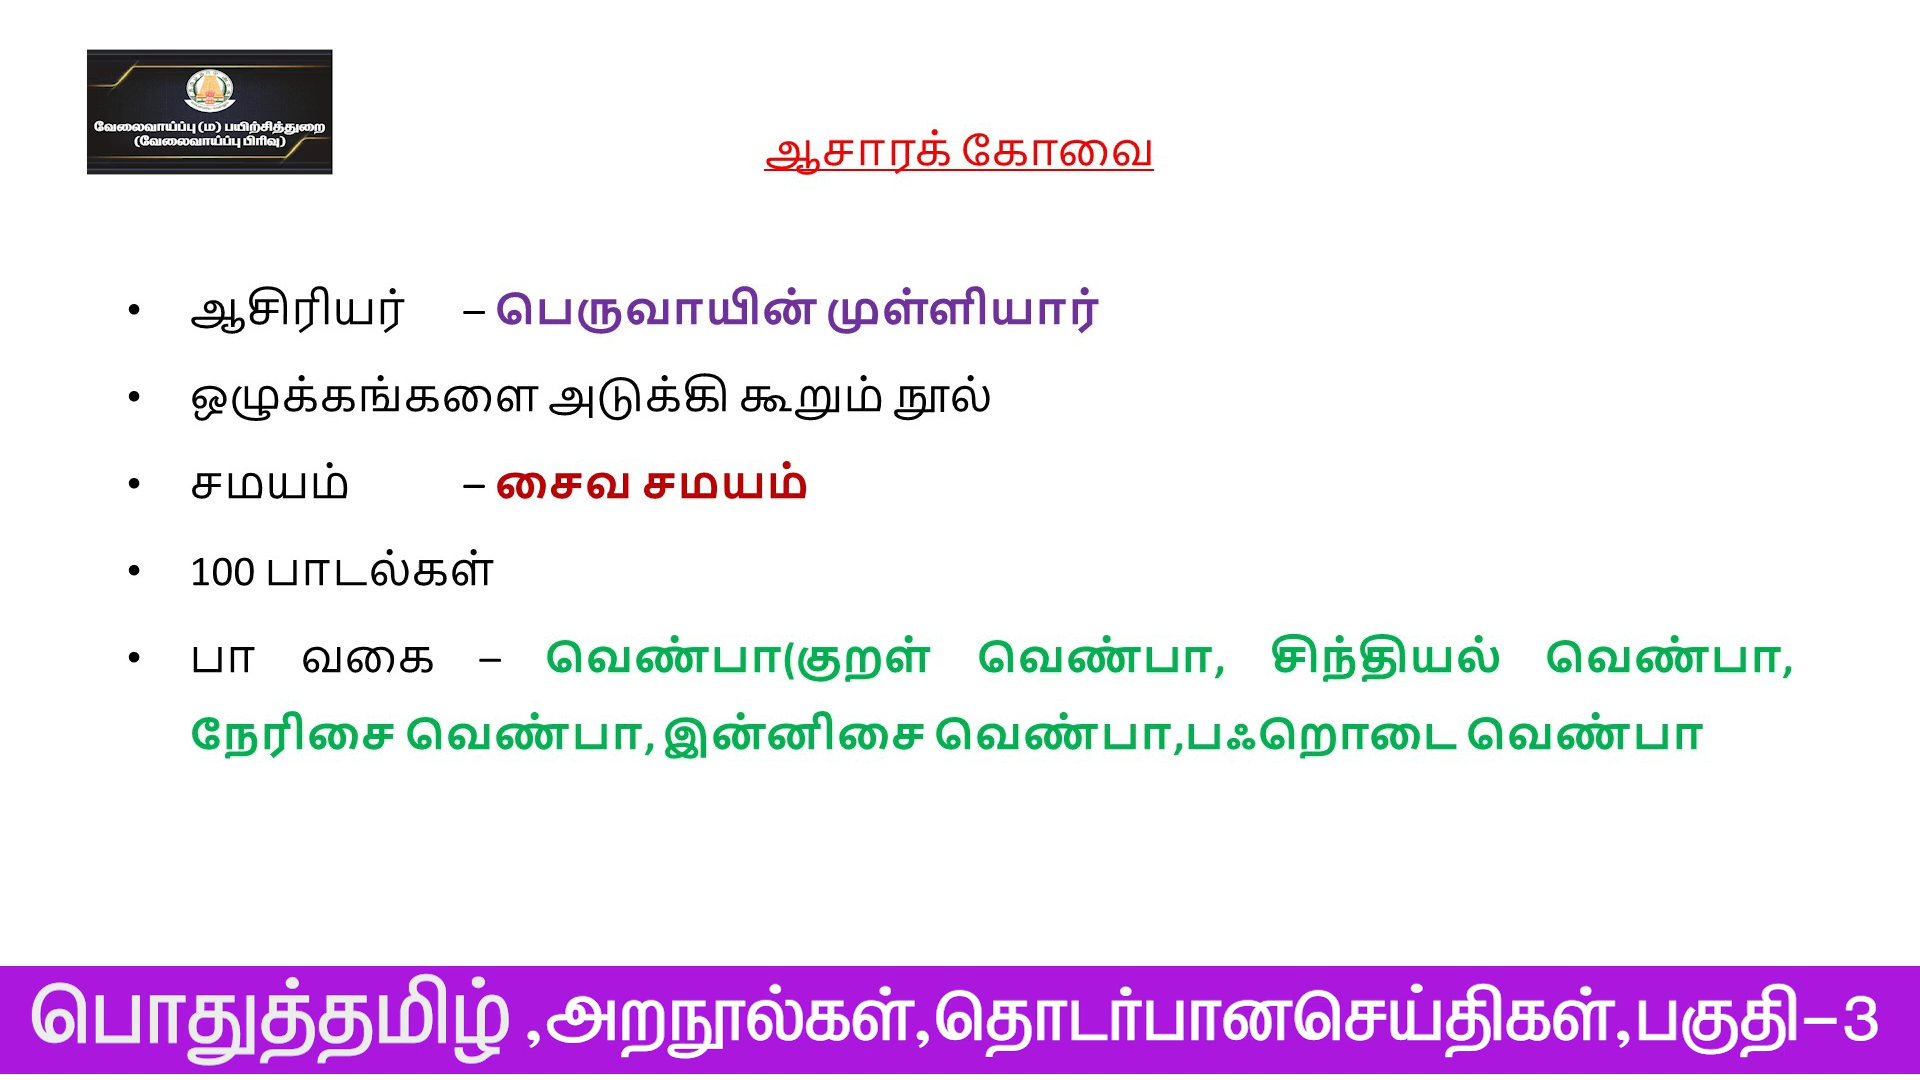 வேலைவாய்ப்பு (ம) பயிற்சித்துறை
(வேலைவாய்ப்பு பிரிவு)
ஆசாரக் கோவை
• ஆசிரியர் – பெருவாயின் முள்ளியார்
• ஒழுக்கங்களை அடுக்கி கூறும் நூல்
• சமயம் – சைவ சமயம்
• 100 பாடல்கள்
• பா வகை – வெண்பா(குறள் வெண்பா, சிந்தியல் வெண்பா,
நேரிசை வெண்பா, இன்னிசை வெண்பா,பஃறொடை வெண்பா
பொதுத்தமிழ் ,அறநூல்கள்,தொடர்பானசெய்திகள்,பகுதி–3